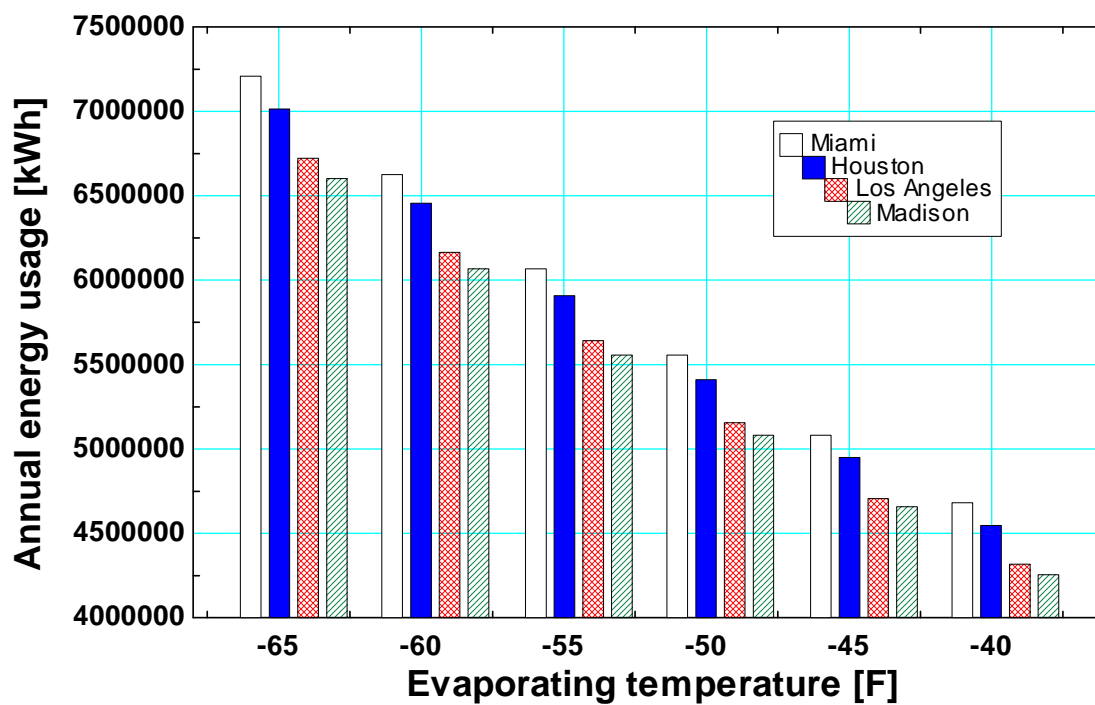 Annual energy usage [kWh]
7500000
7000000
6500000
6000000
5500000
5000000
4500000
4000000
Miami
Houston
Los Angeles
Madison
-65 -60 -55 -50 -45 -40
Evaporating temperature [F]